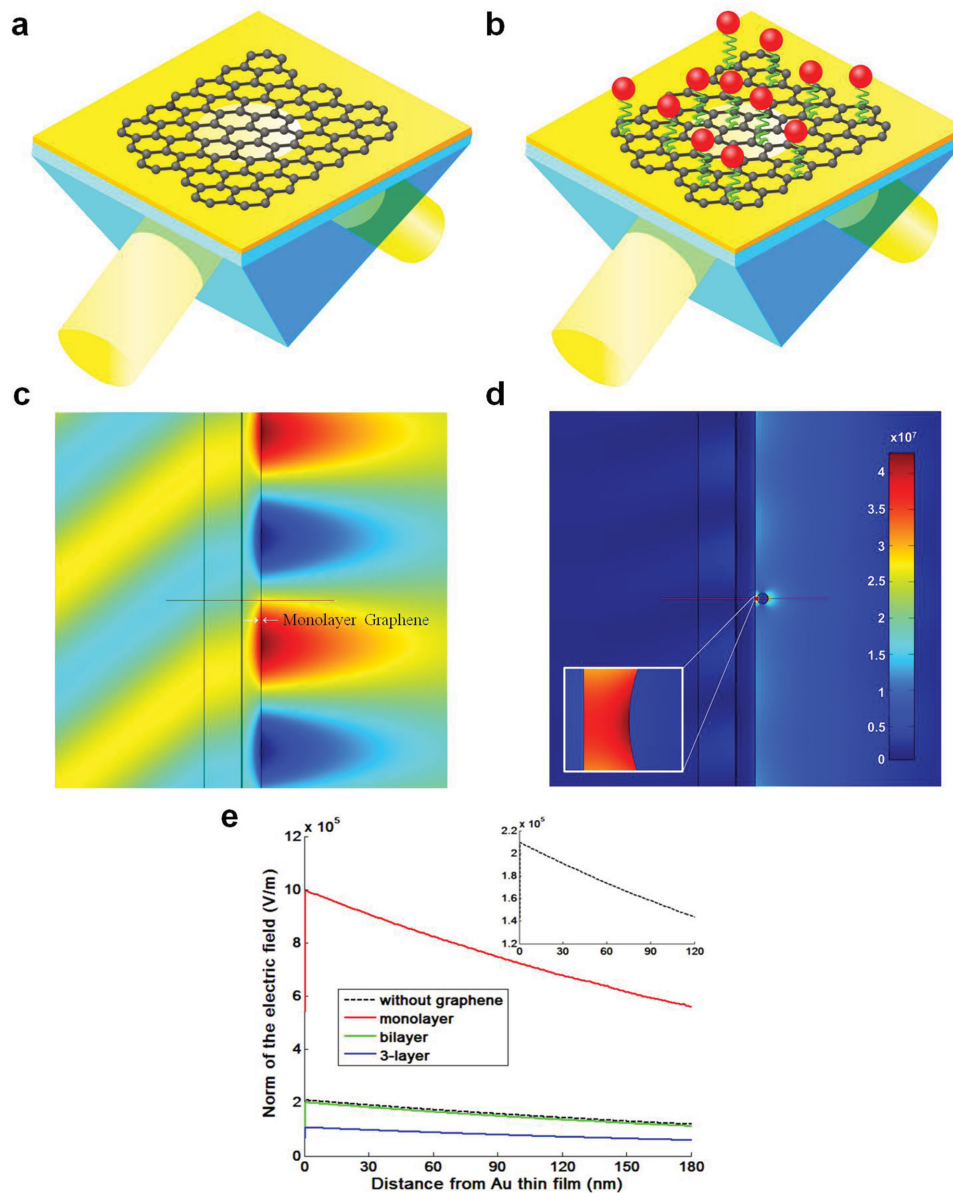 a
b
c
Monolayer Graphene
d
x10⁷
4
3.5
3
2.5
2
1.5
1
0.5
0
e
x 10⁵
12
10
8
6
4
2
0
Norm of the electric field (V/m)
0 30 60 90 120 150 180
Distance from Au thin film (nm)
without graphene
monolayer
bilayer
3-layer
x 10⁵
2.2
2
1.8
1.6
1.4
1.2
0 30 60 90 120